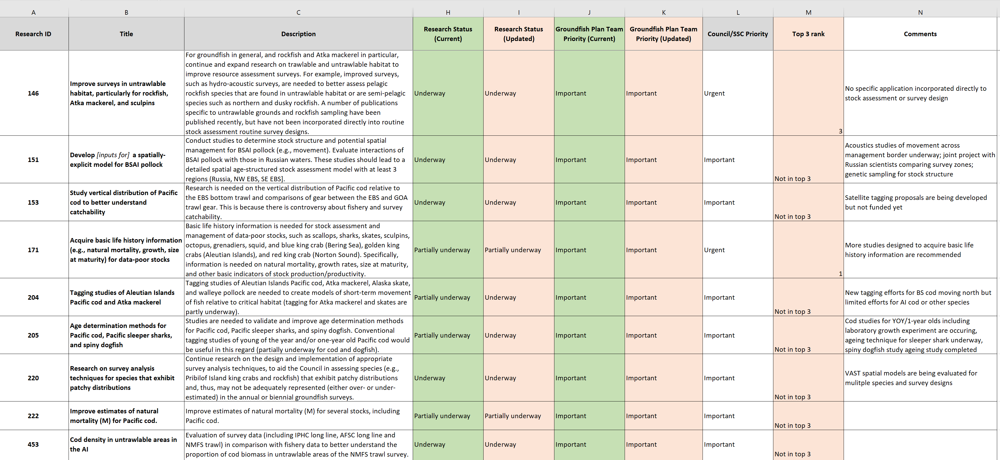 A B C H I J K L M N
Research ID
Title
Description
Research Status
(Current)
Research Status
(Updated)
Groundfish Plan Team
Priority (Current)
Groundfish Plan Team
Priority (Updated)
Council/SSC Priority
Top 3 rank
Comments
146
Improve surveys in untrawlable
habitat, particularly for rockfish,
Atka mackerel, and sculpins
For groundfish in general, and rockfish and Atka mackerel in particular,
continue and expand research on trawlable and untrawlable habitat to
improve resource assessment surveys. For example, improved surveys,
such as hydro-acoustic surveys, are needed to better assess pelagic
rockfish species that are found in untrawlable habitat or are semi-pelagic
species such as northern and dusky rockfish. A number of publications
specific to untrawlable grounds and rockfish sampling have been
published recently, but have not been incorporated directly into routine
stock assessment routine survey designs.
Underway
Underway
Important
Important
Urgent
3
No specific application incorporated directly to
stock assessment or survey design
151
Develop [inputs for] a spatially-
explicit model for BSAI pollock
Conduct studies to determine stock structure and potential spatial
management for BSAI pollock (e.g., movement). Evaluate interactions of
BSAI pollock with those in Russian waters. These studies should lead to a
detailed spatial age-structured stock assessment model with at least 3
regions (Russia, NW EBS, SE EBS].
Underway
Underway
Important
Important
Important
Not in top 3
Acoustics studies of movement across
management border underway; joint project with
Russian scientists comparing survey zones;
genetic sampling for stock structure
153
Study vertical distribution of Pacific
cod to better understand
catchability
Research is needed on the vertical distribution of Pacific cod relative to
the EBS bottom trawl and comparisons of gear between the EBS and GOA
trawl gear. This is because there is controversy about fishery and survey
catchability.
Underway
Underway
Important
Important
Important
Not in top 3
Satellite tagging proposals are being developed
but not funded yet
171
Acquire basic life history information
(e.g., natural mortality, growth, size
at maturity) for data-poor stocks
Basic life history information is needed for stock assessment and
management of data-poor stocks, such as scallops, sharks, skates, sculpins,
octopus, grenadiers, squid, and blue king crab (Bering Sea), golden king
crabs (Aleutian Islands), and red king crab (Norton Sound). Specifically,
information is needed on natural mortality, growth rates, size at maturity,
and other basic indicators of stock production/productivity.
Partially underway
Partially underway
Important
Important
Urgent
1
More studies designed to acquire basic life
history information are recommended
204
Tagging studies of Aleutian Islands
Pacific cod and Atka mackerel
Tagging studies of Aleutian Islands Pacific cod, Atka mackerel, Alaska skate,
and walleye pollock are needed to create models of short-term movement
of fish relative to critical habitat (tagging for Atka mackerel and skates are
partly underway).
Partially underway
Underway
Important
Important
Important
Not in top 3
New tagging efforts for BS cod moving north but
limited efforts for AI cod or other species
205
Age determination methods for
Pacific cod, Pacific sleeper sharks,
and spiny dogfish
Studies are needed to validate and improve age determination methods
for Pacific cod, Pacific sleeper sharks, and spiny dogfish. Conventional
tagging studies of young of the year and/or one-year old Pacific cod would
be useful in this regard (partially underway for cod and dogfish).
Partially underway
Underway
Important
Important
Important
Not in top 3
Cod studies for YOY/1-year olds including
laboratory growth experiment are occuring,
ageing technique for sleeper shark underway,
spiny dogfish study ageing study completed
220
Research on survey analysis
techniques for species that exhibit
patchy distributions
Continue research on the design and implementation of appropriate
survey analysis techniques, to aid the Council in assessing species (e.g.,
Pribilof Island king crabs and rockfish) that exhibit patchy distributions
and, thus, may not be adequately represented (either over- or under-
estimated) in the annual or biennial groundfish surveys.
Underway
Underway
Important
Important
Important
Not in top 3
VAST spatial models are being evaluated for
mulitple species and survey designs
222
Improve estimates of natural
mortality (M) for Pacific cod.
Improve estimates of natural mortality (M) for several stocks, including
Pacific cod.
Partially underway
Partially underway
Important
Important
Important
Not in top 3
453
Cod density in untrawlable areas in
the AI
Evaluation of survey data (including IPHC long line, AFSC long line and
NMFS trawl) in comparison with fishery data to better understand the
proportion of cod biomass in untrawlable areas of the NMFS trawl survey.
Underway
Underway
Important
Important
Important
Not in top 3